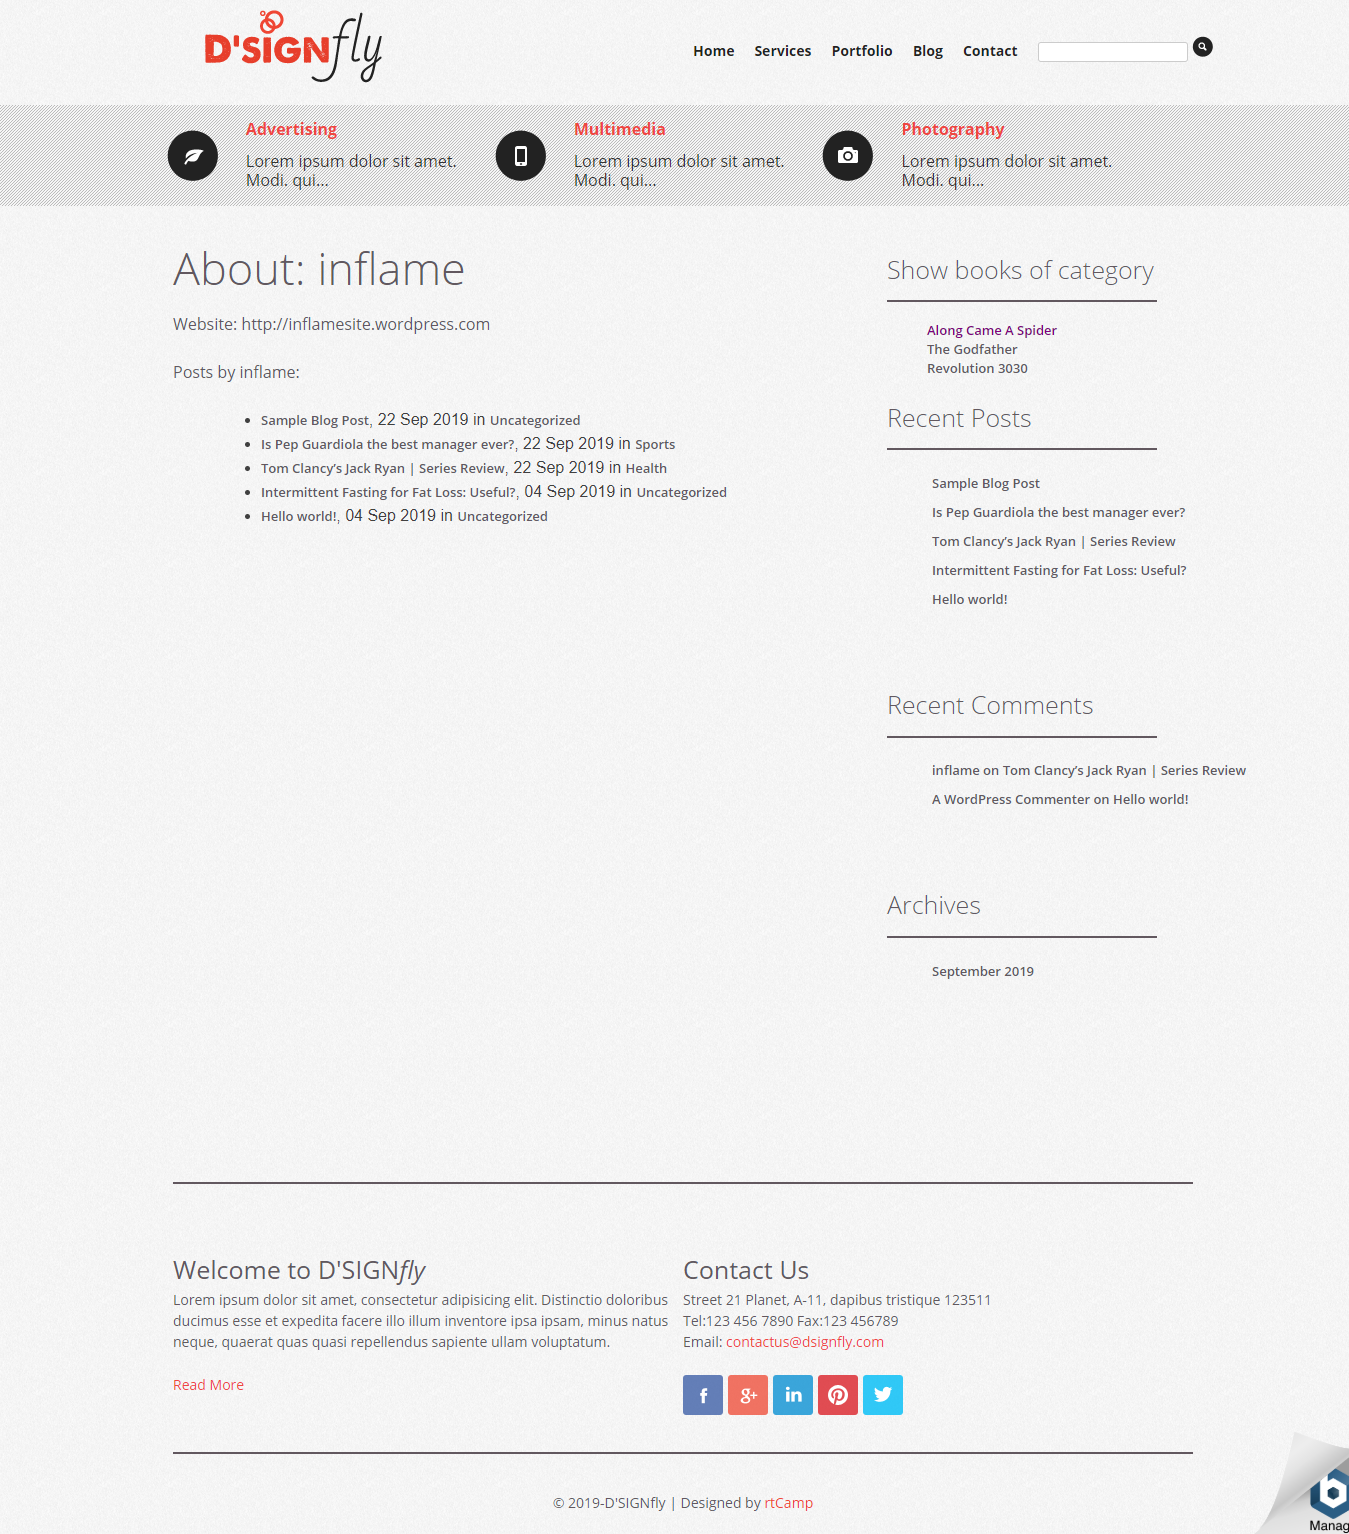 D'SIGNfly
Home Services Portfolio Blog Contact
Advertising
Lorem ipsum dolor sit amet.
Modi. qui...
Multimedia
Lorem ipsum dolor sit amet.
Modi. qui...
Photography
Lorem ipsum dolor sit amet.
Modi. qui...
About: inflame
Website: http://inflamesite.wordpress.com
Posts by inflame:
Sample Blog Post, 22 Sep 2019 in Uncategorized
Is Pep Guardiola the best manager ever?, 22 Sep 2019 in Sports
Tom Clancy’s Jack Ryan | Series Review, 22 Sep 2019 in Health
Intermittent Fasting for Fat Loss: Useful?, 04 Sep 2019 in Uncategorized
Hello world!, 04 Sep 2019 in Uncategorized
Show books of category
Along Came A Spider
The Godfather
Revolution 3030
Recent Posts
Sample Blog Post
Is Pep Guardiola the best manager ever?
Tom Clancy’s Jack Ryan | Series Review
Intermittent Fasting for Fat Loss: Useful?
Hello world!
Recent Comments
inflame on Tom Clancy’s Jack Ryan | Series Review
A WordPress Commenter on Hello world!
Archives
September 2019
Welcome to D'SIGNfly
Lorem ipsum dolor sit amet, consectetur adipisicing elit. Distinctio doloribus
ducimus esse et expedita facere illo illum inventore ipsa ipsam, minus natus
neque, quaerat quas quasi repellendus sapiente ullam voluptatum.
Read More
Contact Us
Street 21 Planet, A-11, dapibus tristique 123511
Tel:123 456 7890 Fax:123 456789
Email: contactus@dsignfly.com
f g+ in
© 2019-D'SIGNfly | Designed by rtCamp
b
Manag